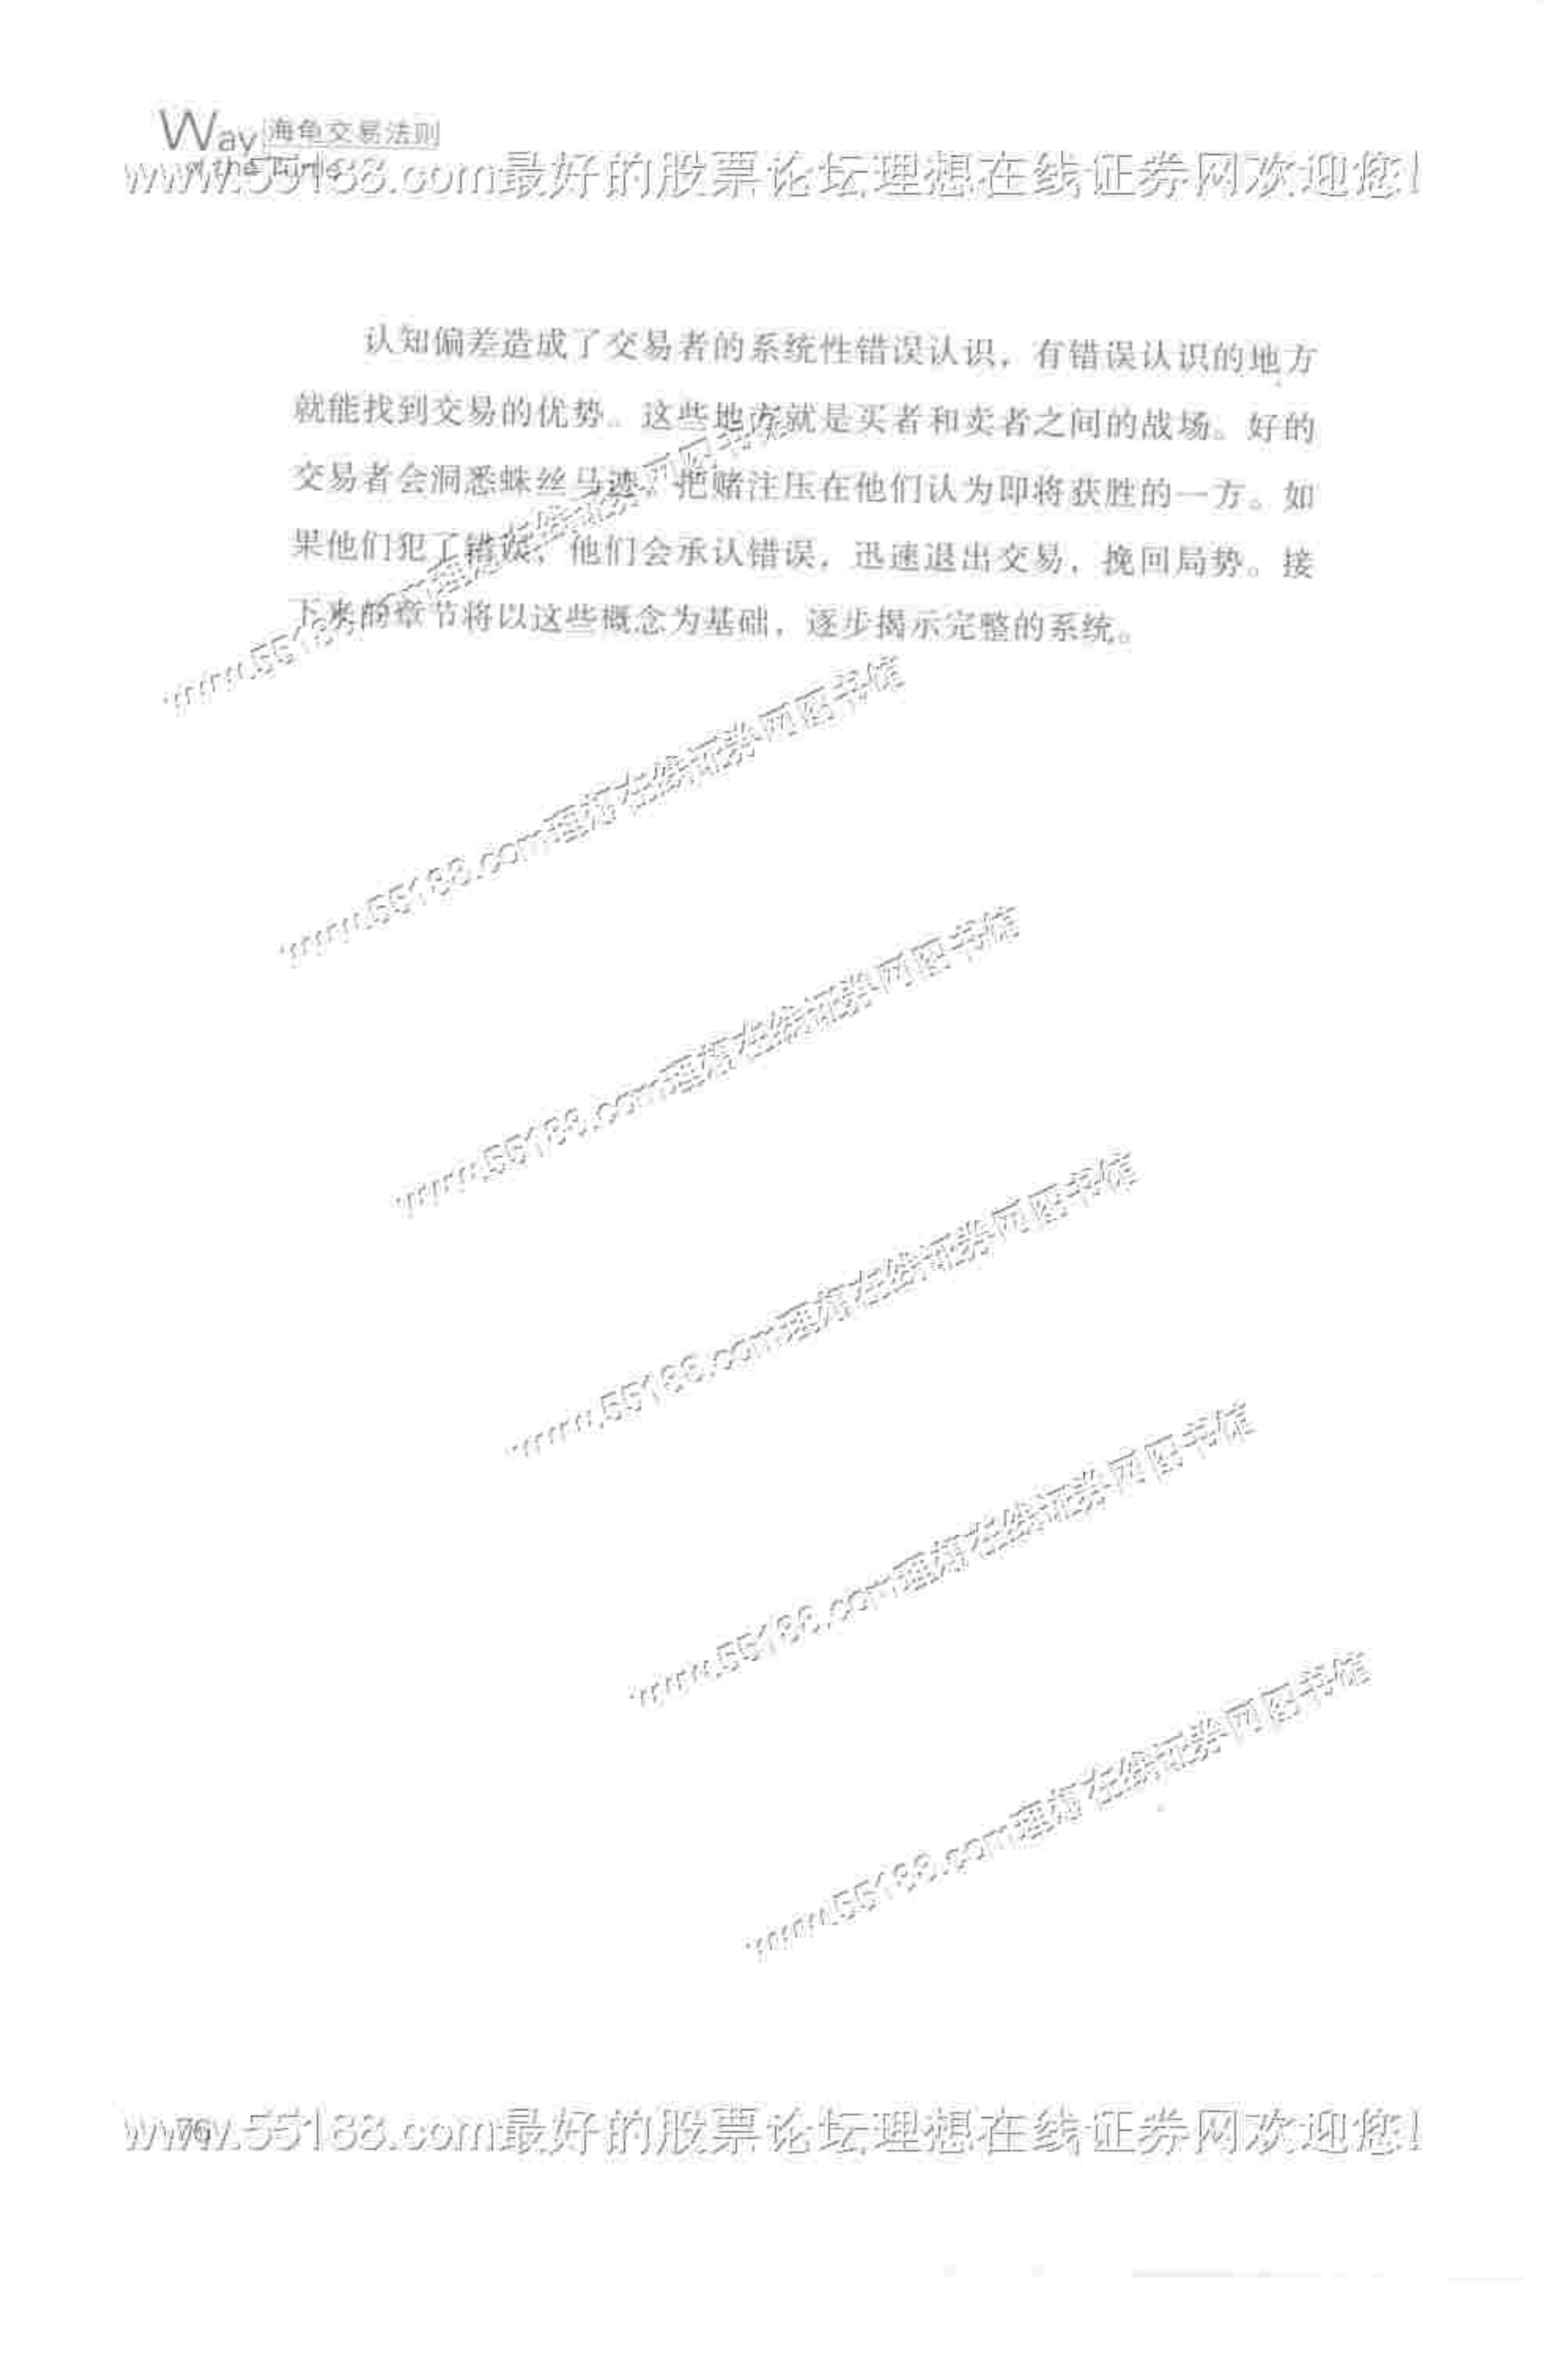 Way 海龟交易法则
of the Turtle
www.55188.com最好的股票论坛理想在线证券网欢迎您!
认知偏差造成了交易者的系统性错误认识，有错误认识的地方
就能找到交易的优势。这些地方就是买者和卖者之间的战场。好的
交易者会洞悉蛛丝马迹，把赌注压在他们认为即将获胜的一方。如
果他们犯了错误，他们会承认错误，迅速退出交易，挽回局势。接
下来的章节将以这些概念为基础，逐步揭示完整的系统。
www.55188.com理想在线证券网图书馆
www.55188.com理想在线证券网图书馆
www.55188.com理想在线证券网图书馆
www.55188.com理想在线证券网图书馆
www.55188.com理想在线证券网图书馆
www.55188.com理想在线证券网图书馆
76
www.55188.com最好的股票论坛理想在线证券网欢迎您!